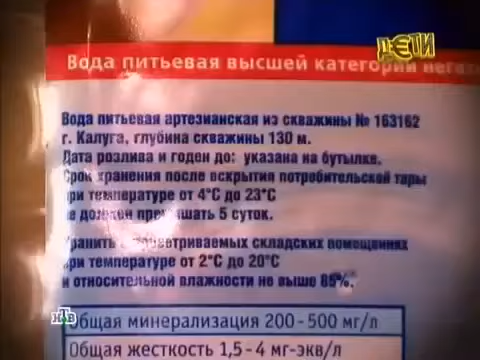 Д€ТИ
Вода питьевая высшей категории негаз
Вода питьевая артезианская из скважины № 163162
г. Калуга, глубина скважины 130 м.
Дата розлива и годен до: указана на бутылке.
Срок хранения после вскрытия потребительской тары
при температуре от 4°C до 23°C
не должен превышать 5 суток.
Хранить в проветриваемых складских помещениях
при температуре от 2°C до 20°C
и относительной влажности не выше 85%.
Общая минерализация 200-500 мг/л
Общая жесткость 1,5-4 мг-экв/л
НТВ